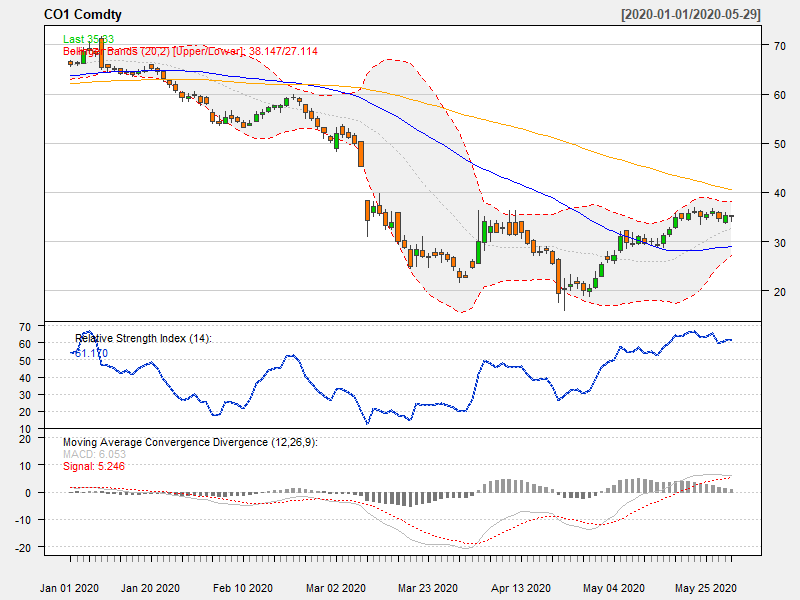 CO1 Comdty [2020-01-01/2020-05-29]
Last 35.33
Bollinger Bands (20,2) [Upper/Lower]: 38.147/27.114
70
60
50
40
30
20
Relative Strength Index (14):
61.170
70
60
50
40
30
20
10
Moving Average Convergence Divergence (12,26,9):
MACD: 6.053
Signal: 5.246
20
10
0
-10
-20
Jan 01 2020 Jan 20 2020 Feb 10 2020 Mar 02 2020 Mar 23 2020 Apr 13 2020 May 04 2020 May 25 2020